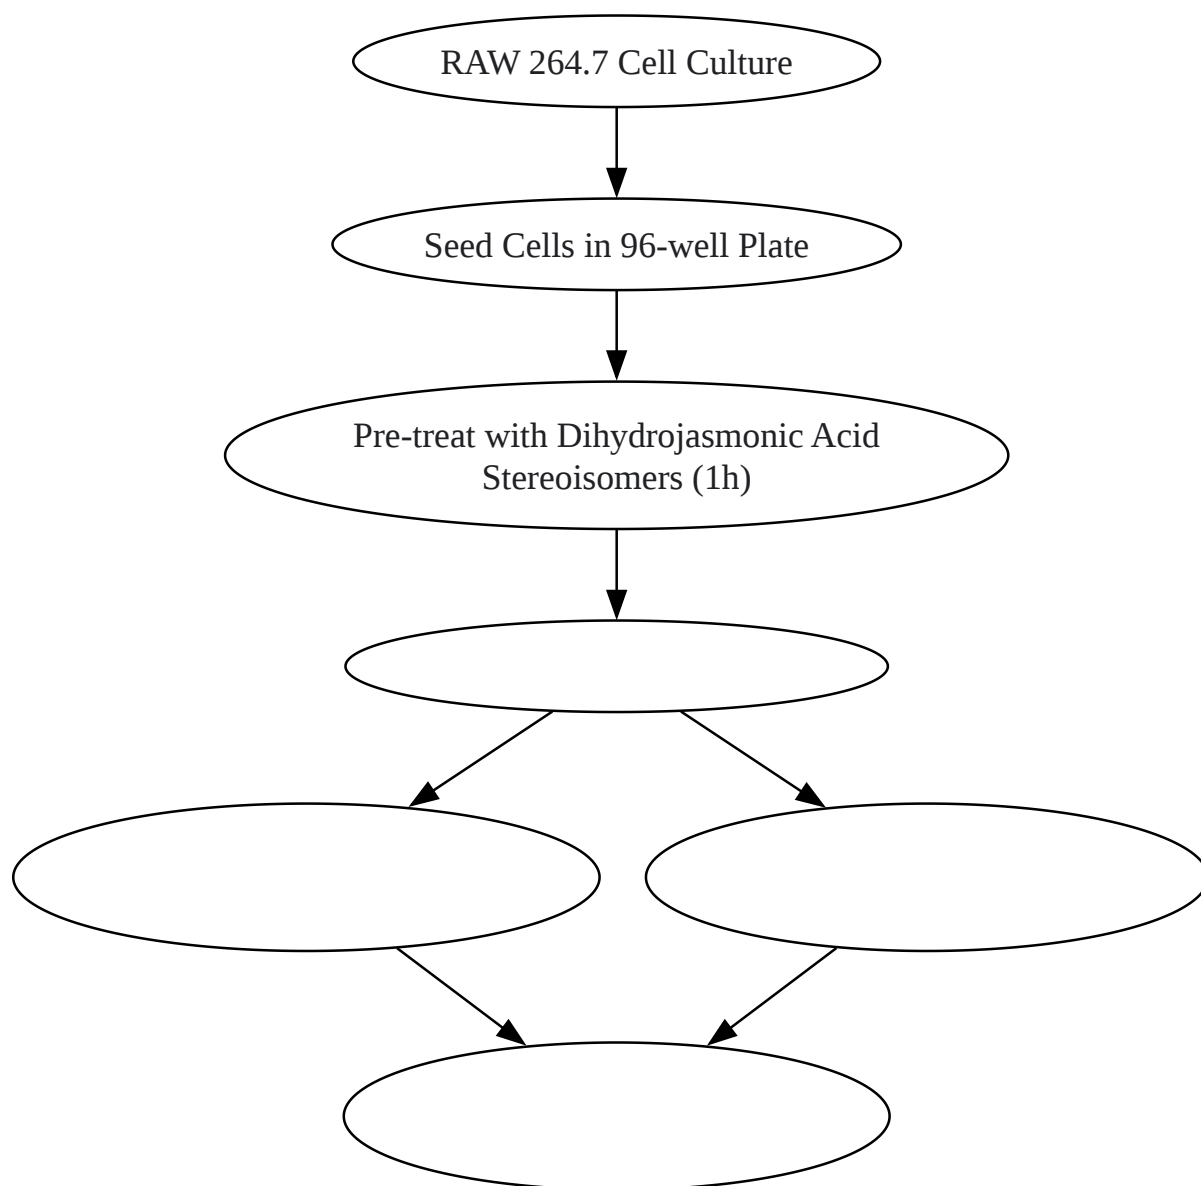 RAW 264.7 Cell Culture
Seed Cells in 96-well Plate
Pre-treat with Dihydrojasmonic Acid
Stereoisomers (1h)